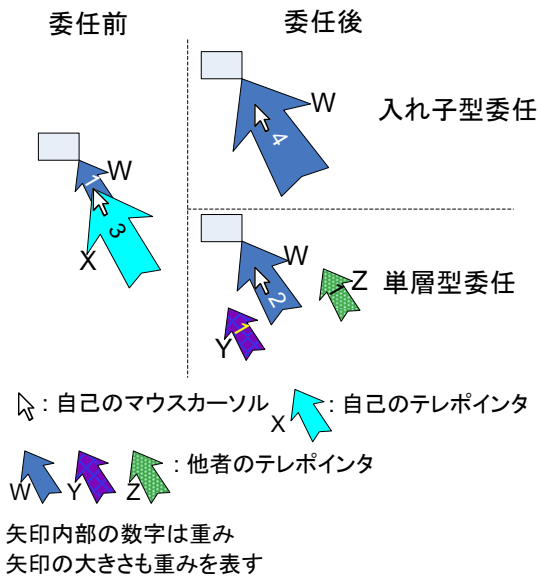 委任前
委任後
W
1
3
X
W
4
入れ子型委任
W
2
Y
1
1
Z
単層型委任
: 自己のマウスカーソル
X
: 自己のテレポインタ
W
Y
Z
: 他者のテレポインタ
矢印内部の数字は重み
矢印の大きさも重みを表す